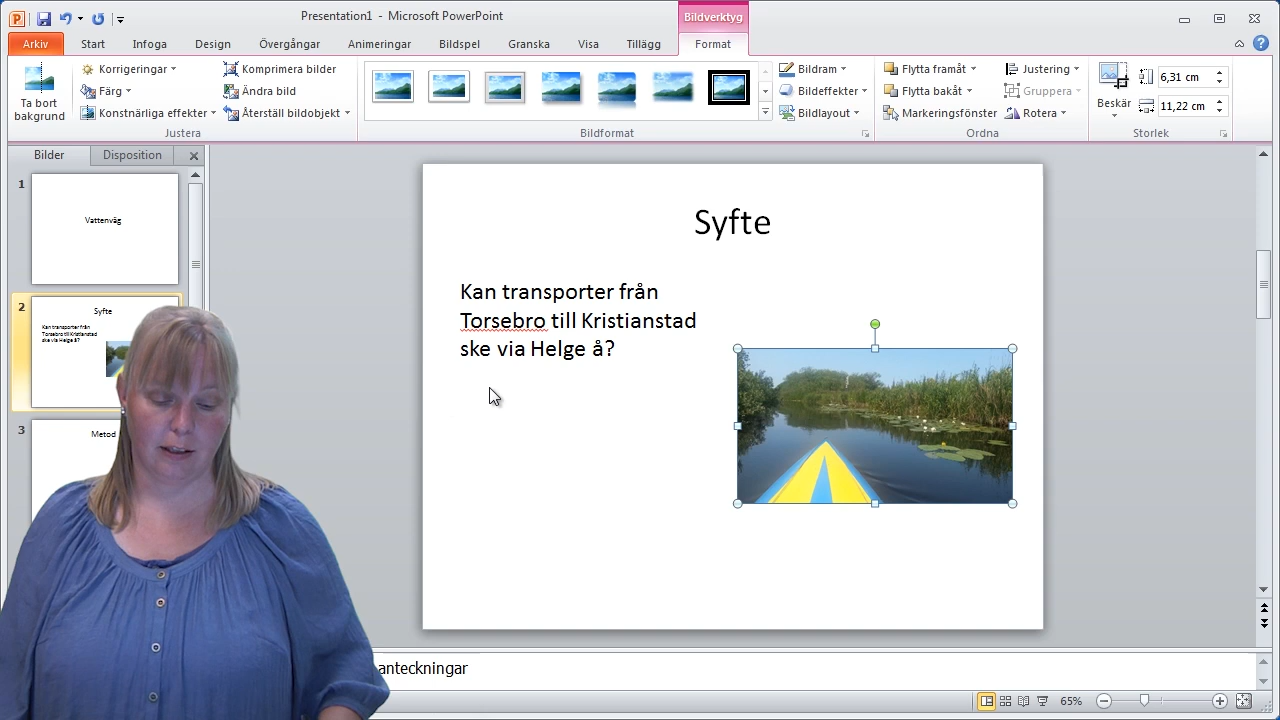 Presentation1 - Microsoft PowerPoint
Bildverktyg
Arkiv Start Infoga Design Övergångar Animeringar Bildspel Granska Visa Tillägg Format
Ta bort bakgrund
Korrigeringar
Färg
Konstnärliga effekter
Komprimera bilder
Ändra bild
Återställ bildobjekt
Justera
Bildformat
Bildram
Bildeffekter
Bildlayout
Flytta framåt
Flytta bakåt
Markeringsfönster
Justering
Gruppera
Rotera
Ordna
Beskär
6,31 cm
11,22 cm
Storlek
Bilder Disposition
1
Vattenväg
2
Syfte
Kan transporter från
Torsebro till Kristianstad
ske via Helge å?
3
Metod
Syfte
Kan transporter från
Torsebro till Kristianstad
ske via Helge å?
anteckningar
65%